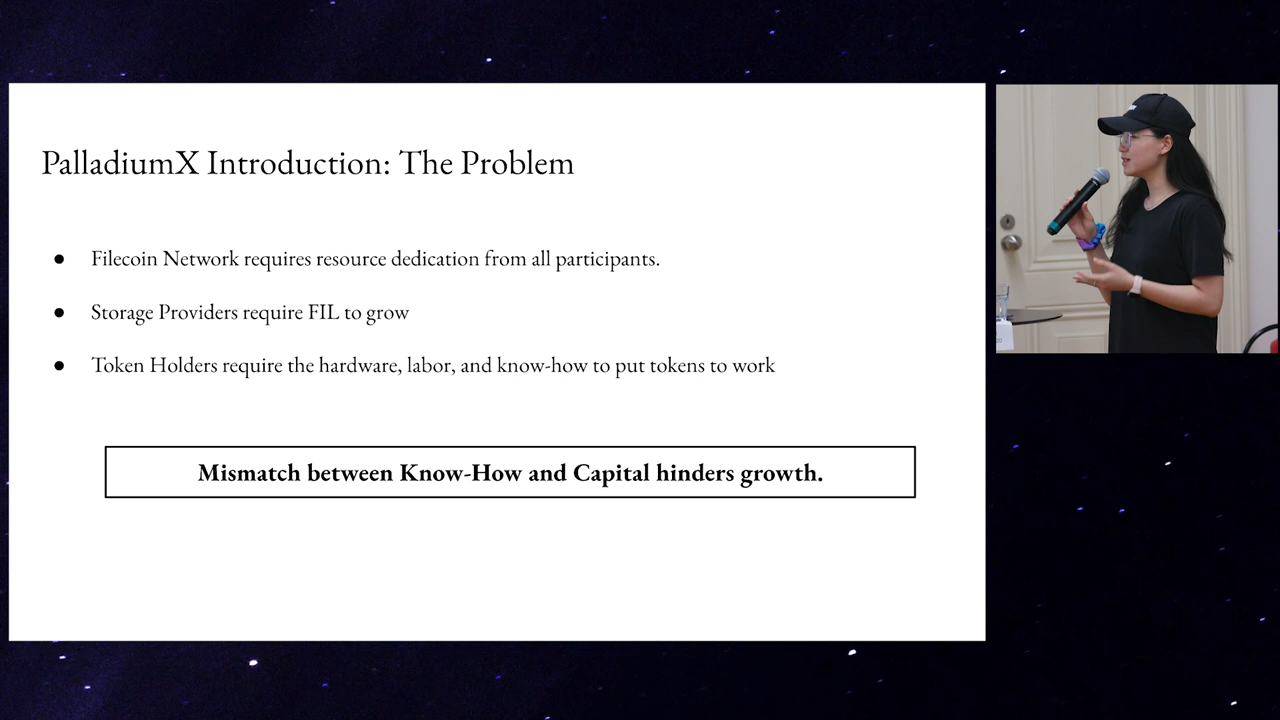 PalladiumX Introduction: The Problem
● Filecoin Network requires resource dedication from all participants.
● Storage Providers require FIL to grow
● Token Holders require the hardware, labor, and know-how to put tokens to work
Mismatch between Know-How and Capital hinders growth.